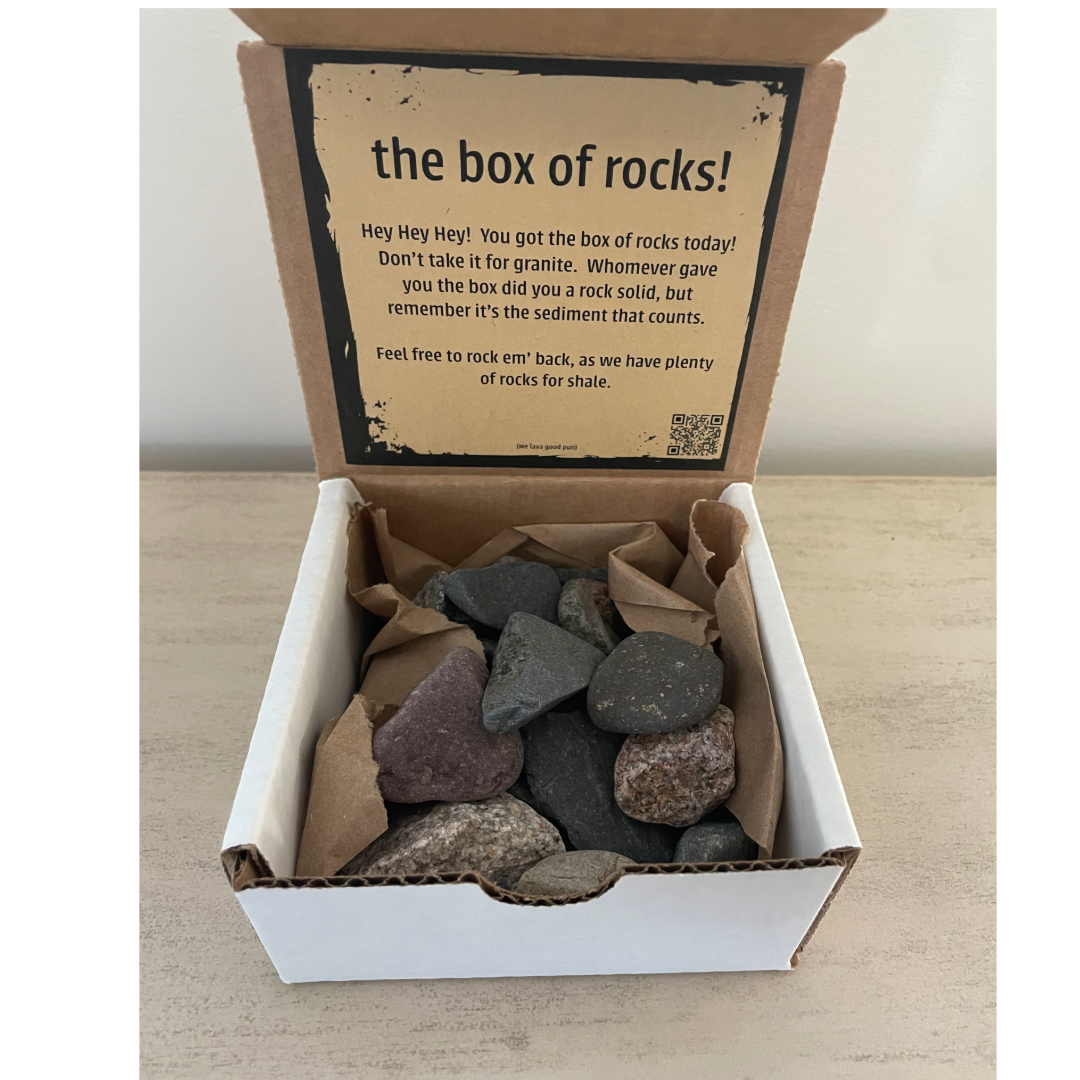 the box of rocks!
Hey Hey Hey!  You got the box of rocks today!
Don't take it for granite.  Whomever gave
you the box did you a rock solid, but
remember it's the sediment that counts.
Feel free to rock em' back, as we have plenty
of rocks for shale.
(We lava good pun)